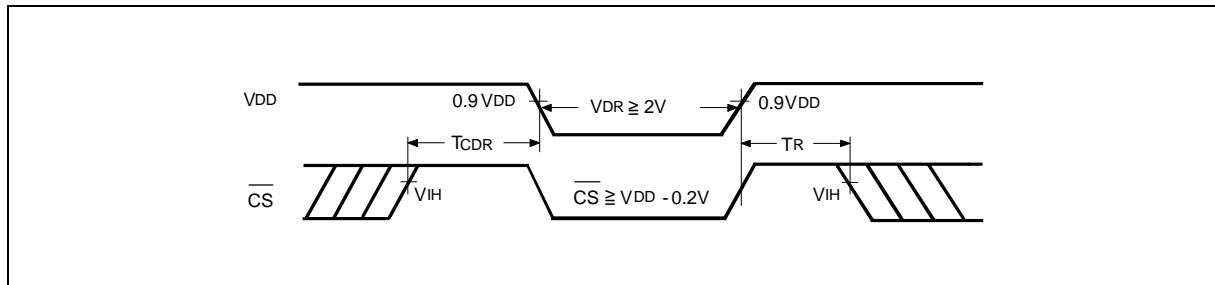 VDD
0.9 VDD
VDR ≧ 2V
0.9VDD
TCDR
TR
CS
VIH
CS ≧ VDD - 0.2V
VIH